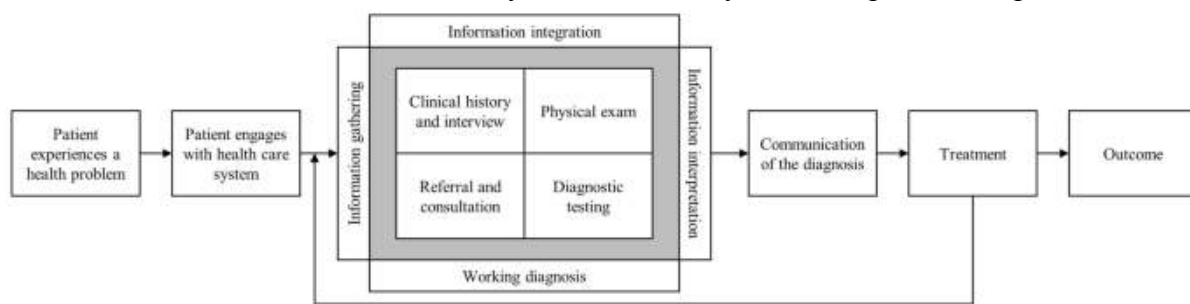 Information integration
Patient
experiences a
health problem
Patient engages
with health care
system
Information gathering
Clinical history
and interview
Physical exam
Referral and
consultation
Diagnostic
testing
Information interpretation
Working diagnosis
Communication
of the diagnosis
Treatment
Outcome